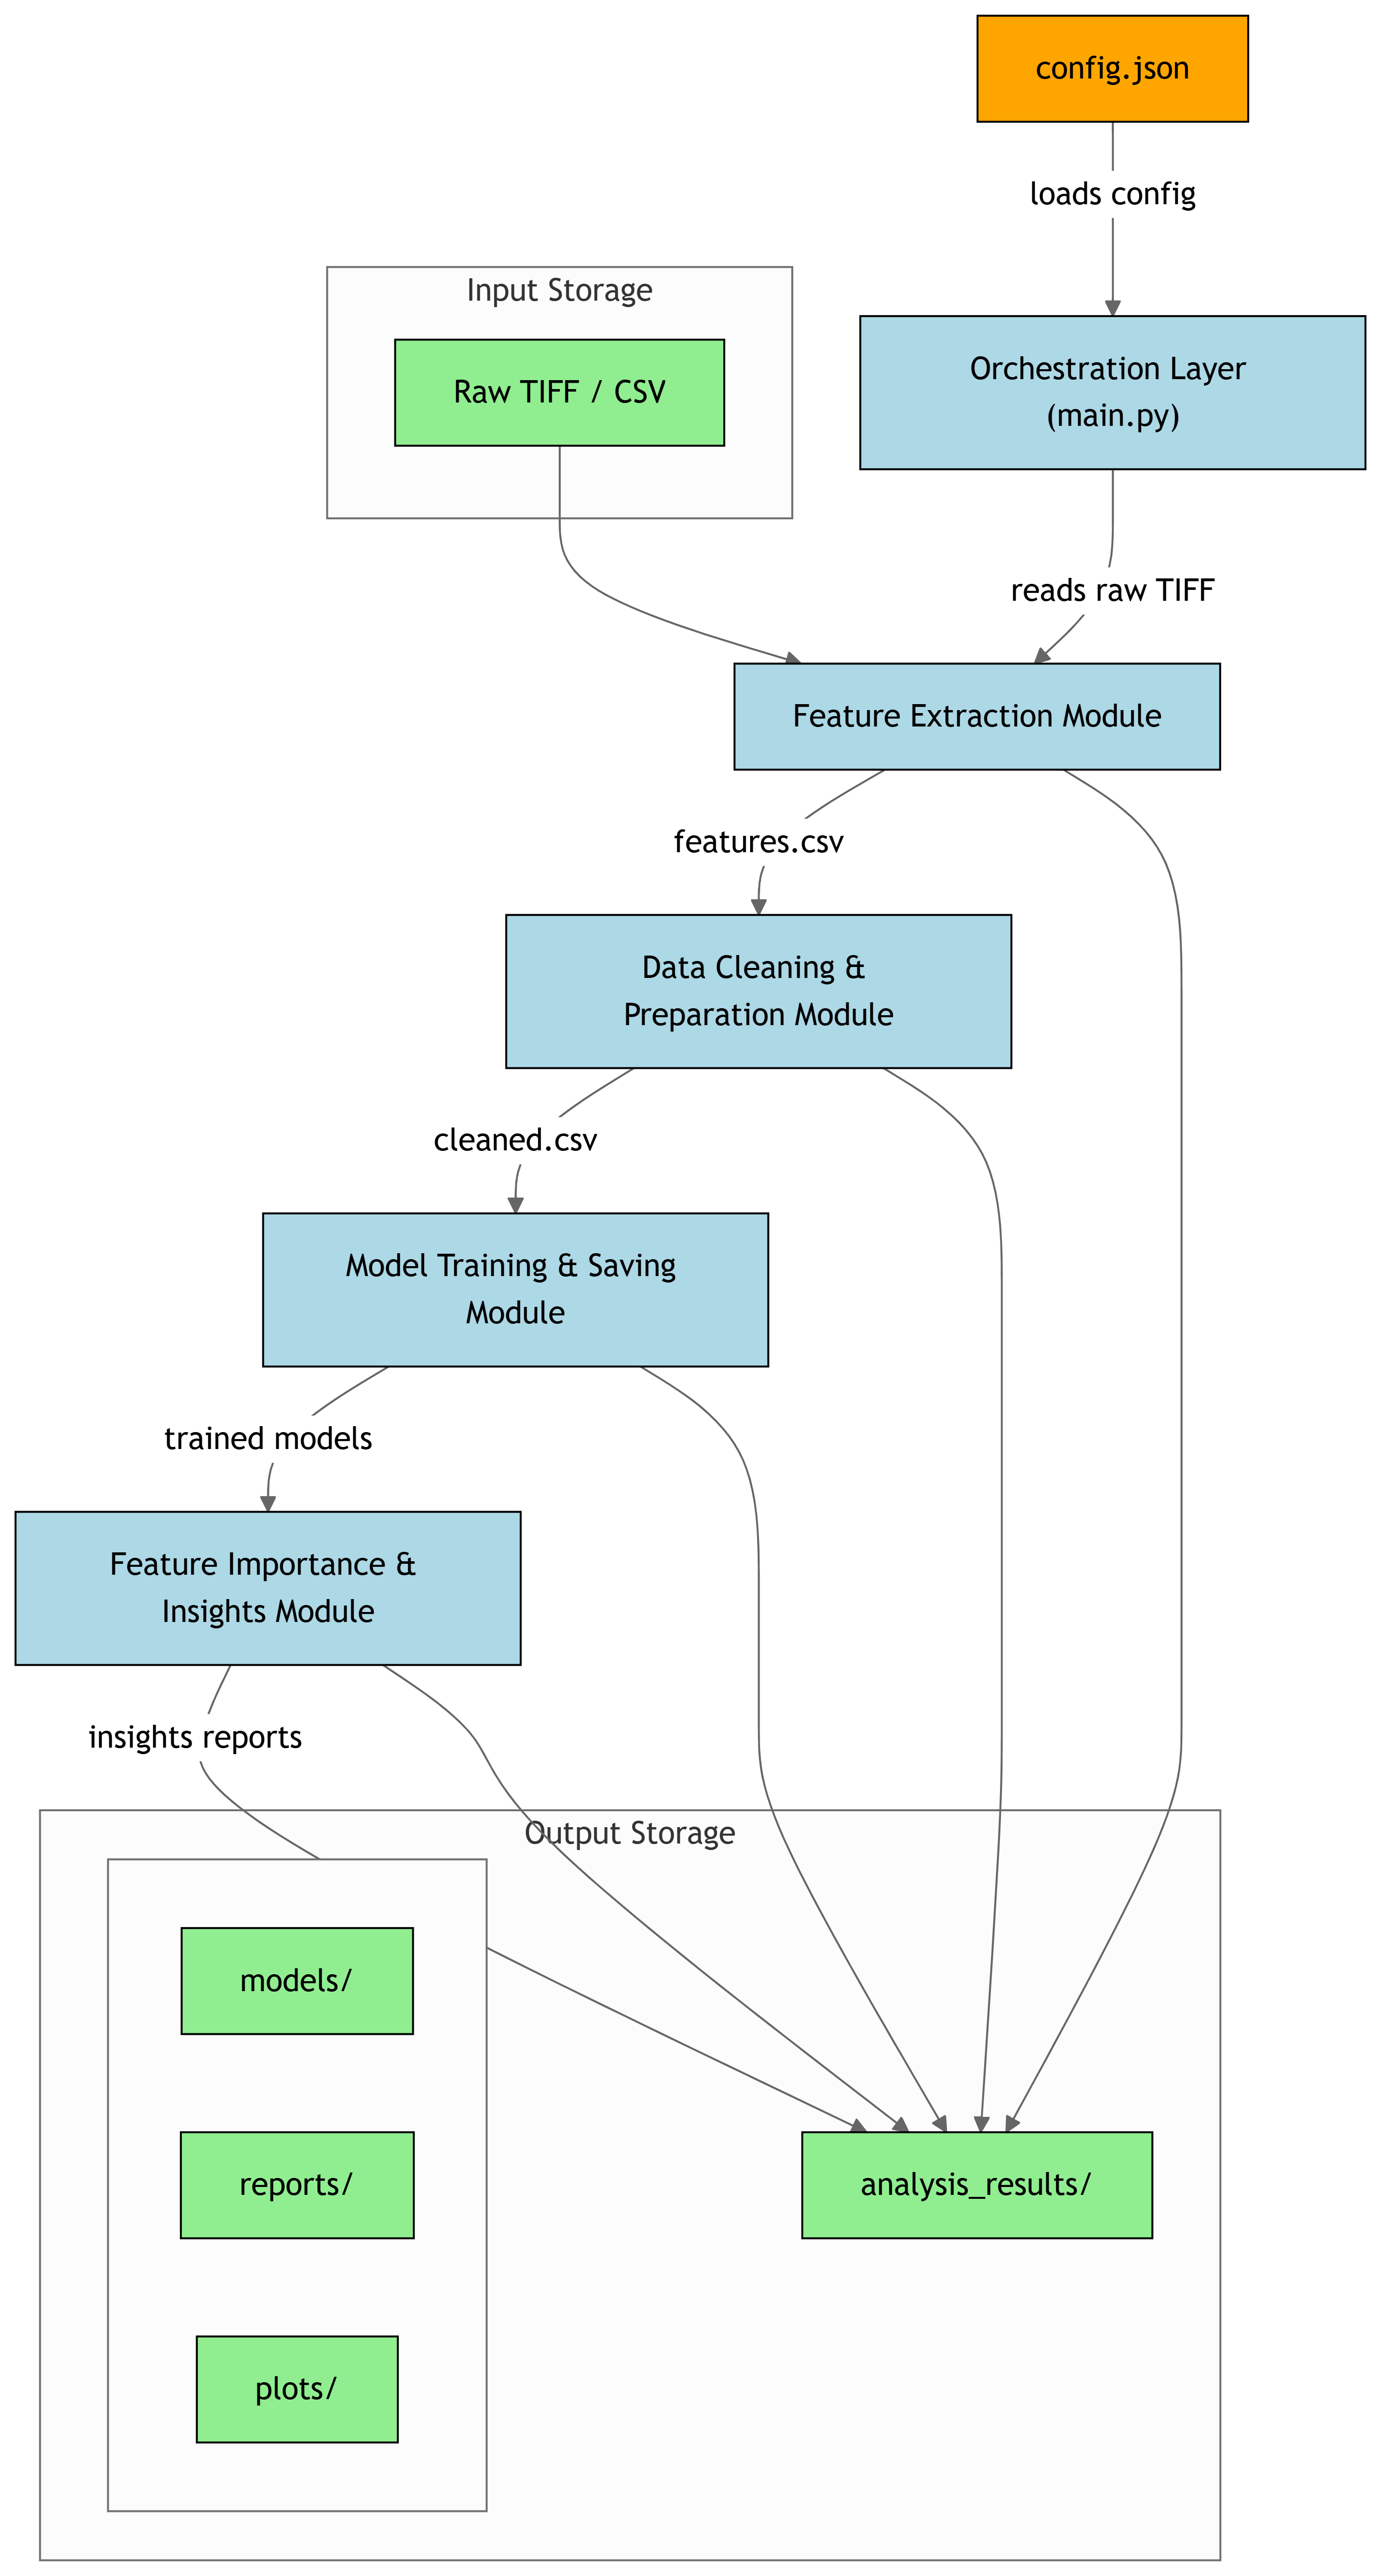 config.json
loads config
Input Storage
Raw TIFF / CSV
Orchestration Layer
(main.py)
reads raw TIFF
Feature Extraction Module
features.csv
Data Cleaning &
Preparation Module
cleaned.csv
Model Training & Saving
Module
trained models
Feature Importance &
Insights Module
insights reports
Output Storage
models/
reports/
analysis_results/
plots/